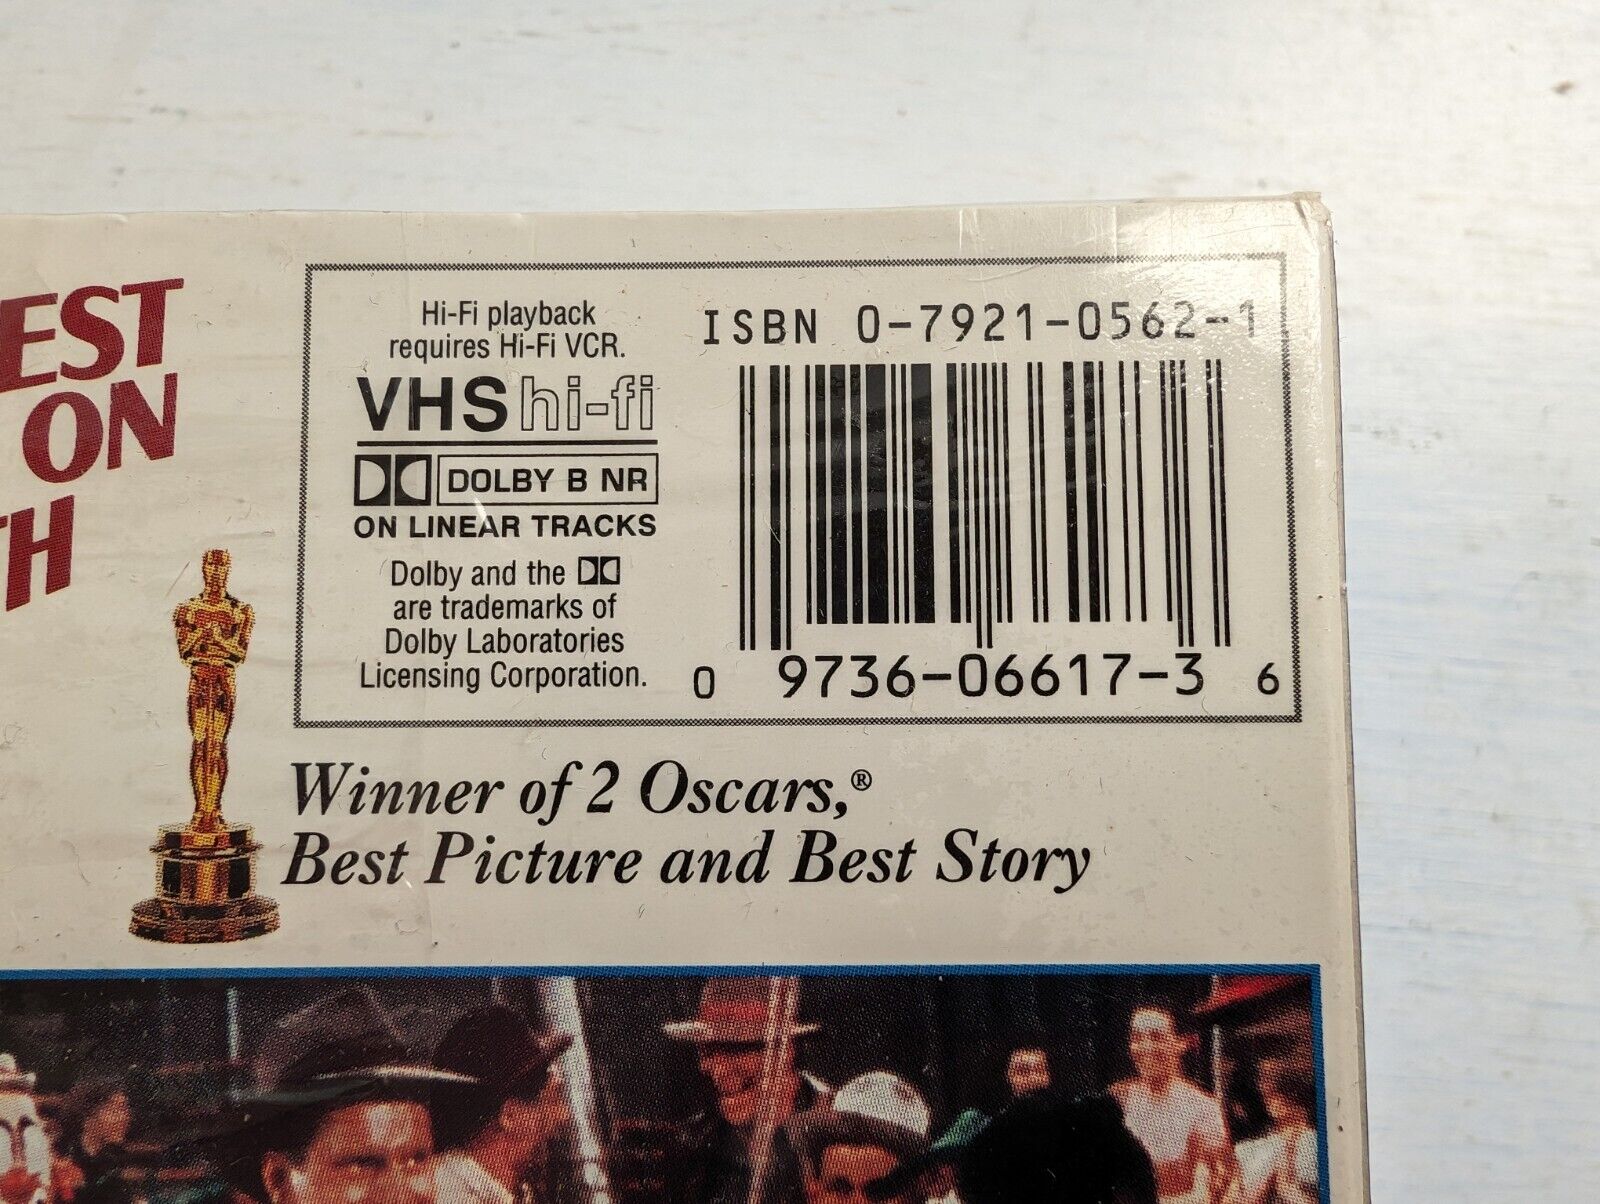 EST
ON
TH
Hi-Fi playback
requires Hi-Fi VCR.
VHS hi-fi
DOLBY B NR
ON LINEAR TRACKS
Dolby and the
are trademarks of
Dolby Laboratories
Licensing Corporation.
ISBN 0-7921-0562-1
0 9736-06617-3 6
Winner of 2 Oscars,®
Best Picture and Best Story